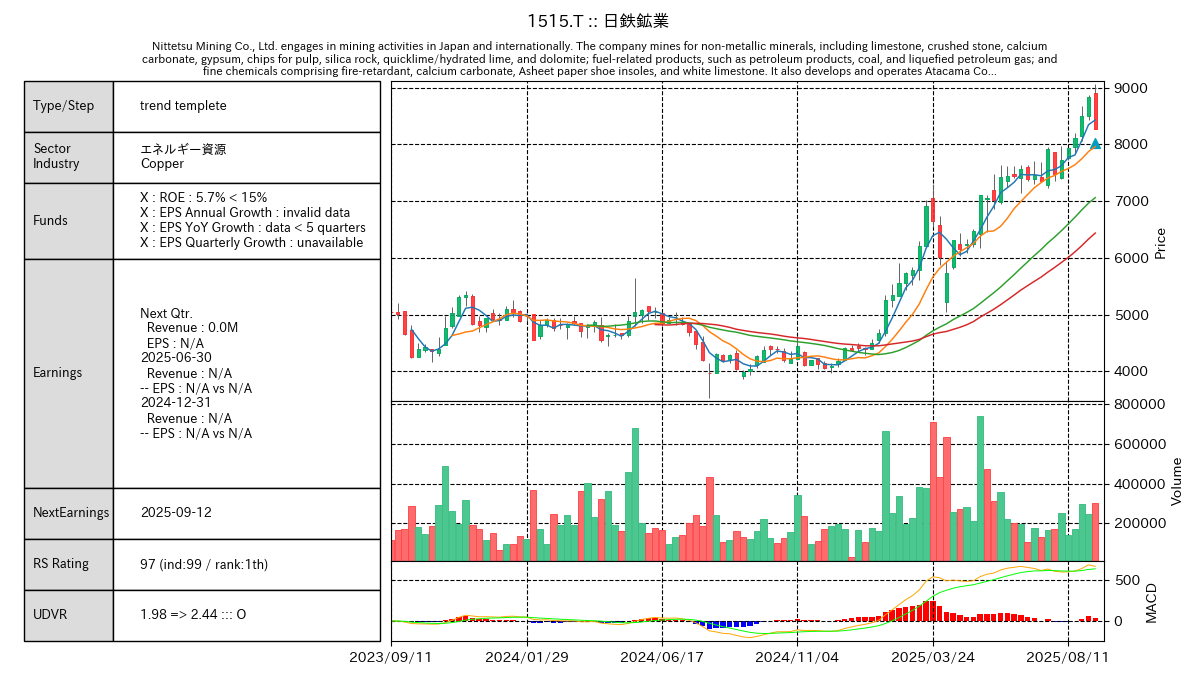 1515.T :: 日鉄鉱業
Nittetsu Mining Co., Ltd. engages in mining activities in Japan and internationally. The company mines for non-metallic minerals, including limestone, crushed stone, calcium
carbonate, gypsum, chips for pulp, silica rock, quicklime/hydrated lime, and dolomite; fuel-related products, such as petroleum products, coal, and liquefied petroleum gas; and
fine chemicals comprising fire-retardant, calcium carbonate, Asheet paper shoe insoles, and white limestone. It also develops and operates Atacama Co...
Type/Step
trend templete
Sector
Industry
エネルギー資源
Copper
Funds
X : ROE : 5.7% < 15%
X : EPS Annual Growth : invalid data
X : EPS YoY Growth : data < 5 quarters
X : EPS Quarterly Growth : unavailable
Earnings
Next Qtr.
Revenue : 0.0M
EPS : N/A
2025-06-30
Revenue : N/A
-- EPS : N/A vs N/A
2024-12-31
Revenue : N/A
-- EPS : N/A vs N/A
NextEarnings
2025-09-12
RS Rating
97 (ind:99 / rank:1th)
UDVR
1.98 => 2.44 ::: O
9000
8000
7000
6000
5000
4000
Price
800000
600000
400000
200000
Volume
500
0
MACD
2023/09/11
2024/01/29
2024/06/17
2024/11/04
2025/03/24
2025/08/11